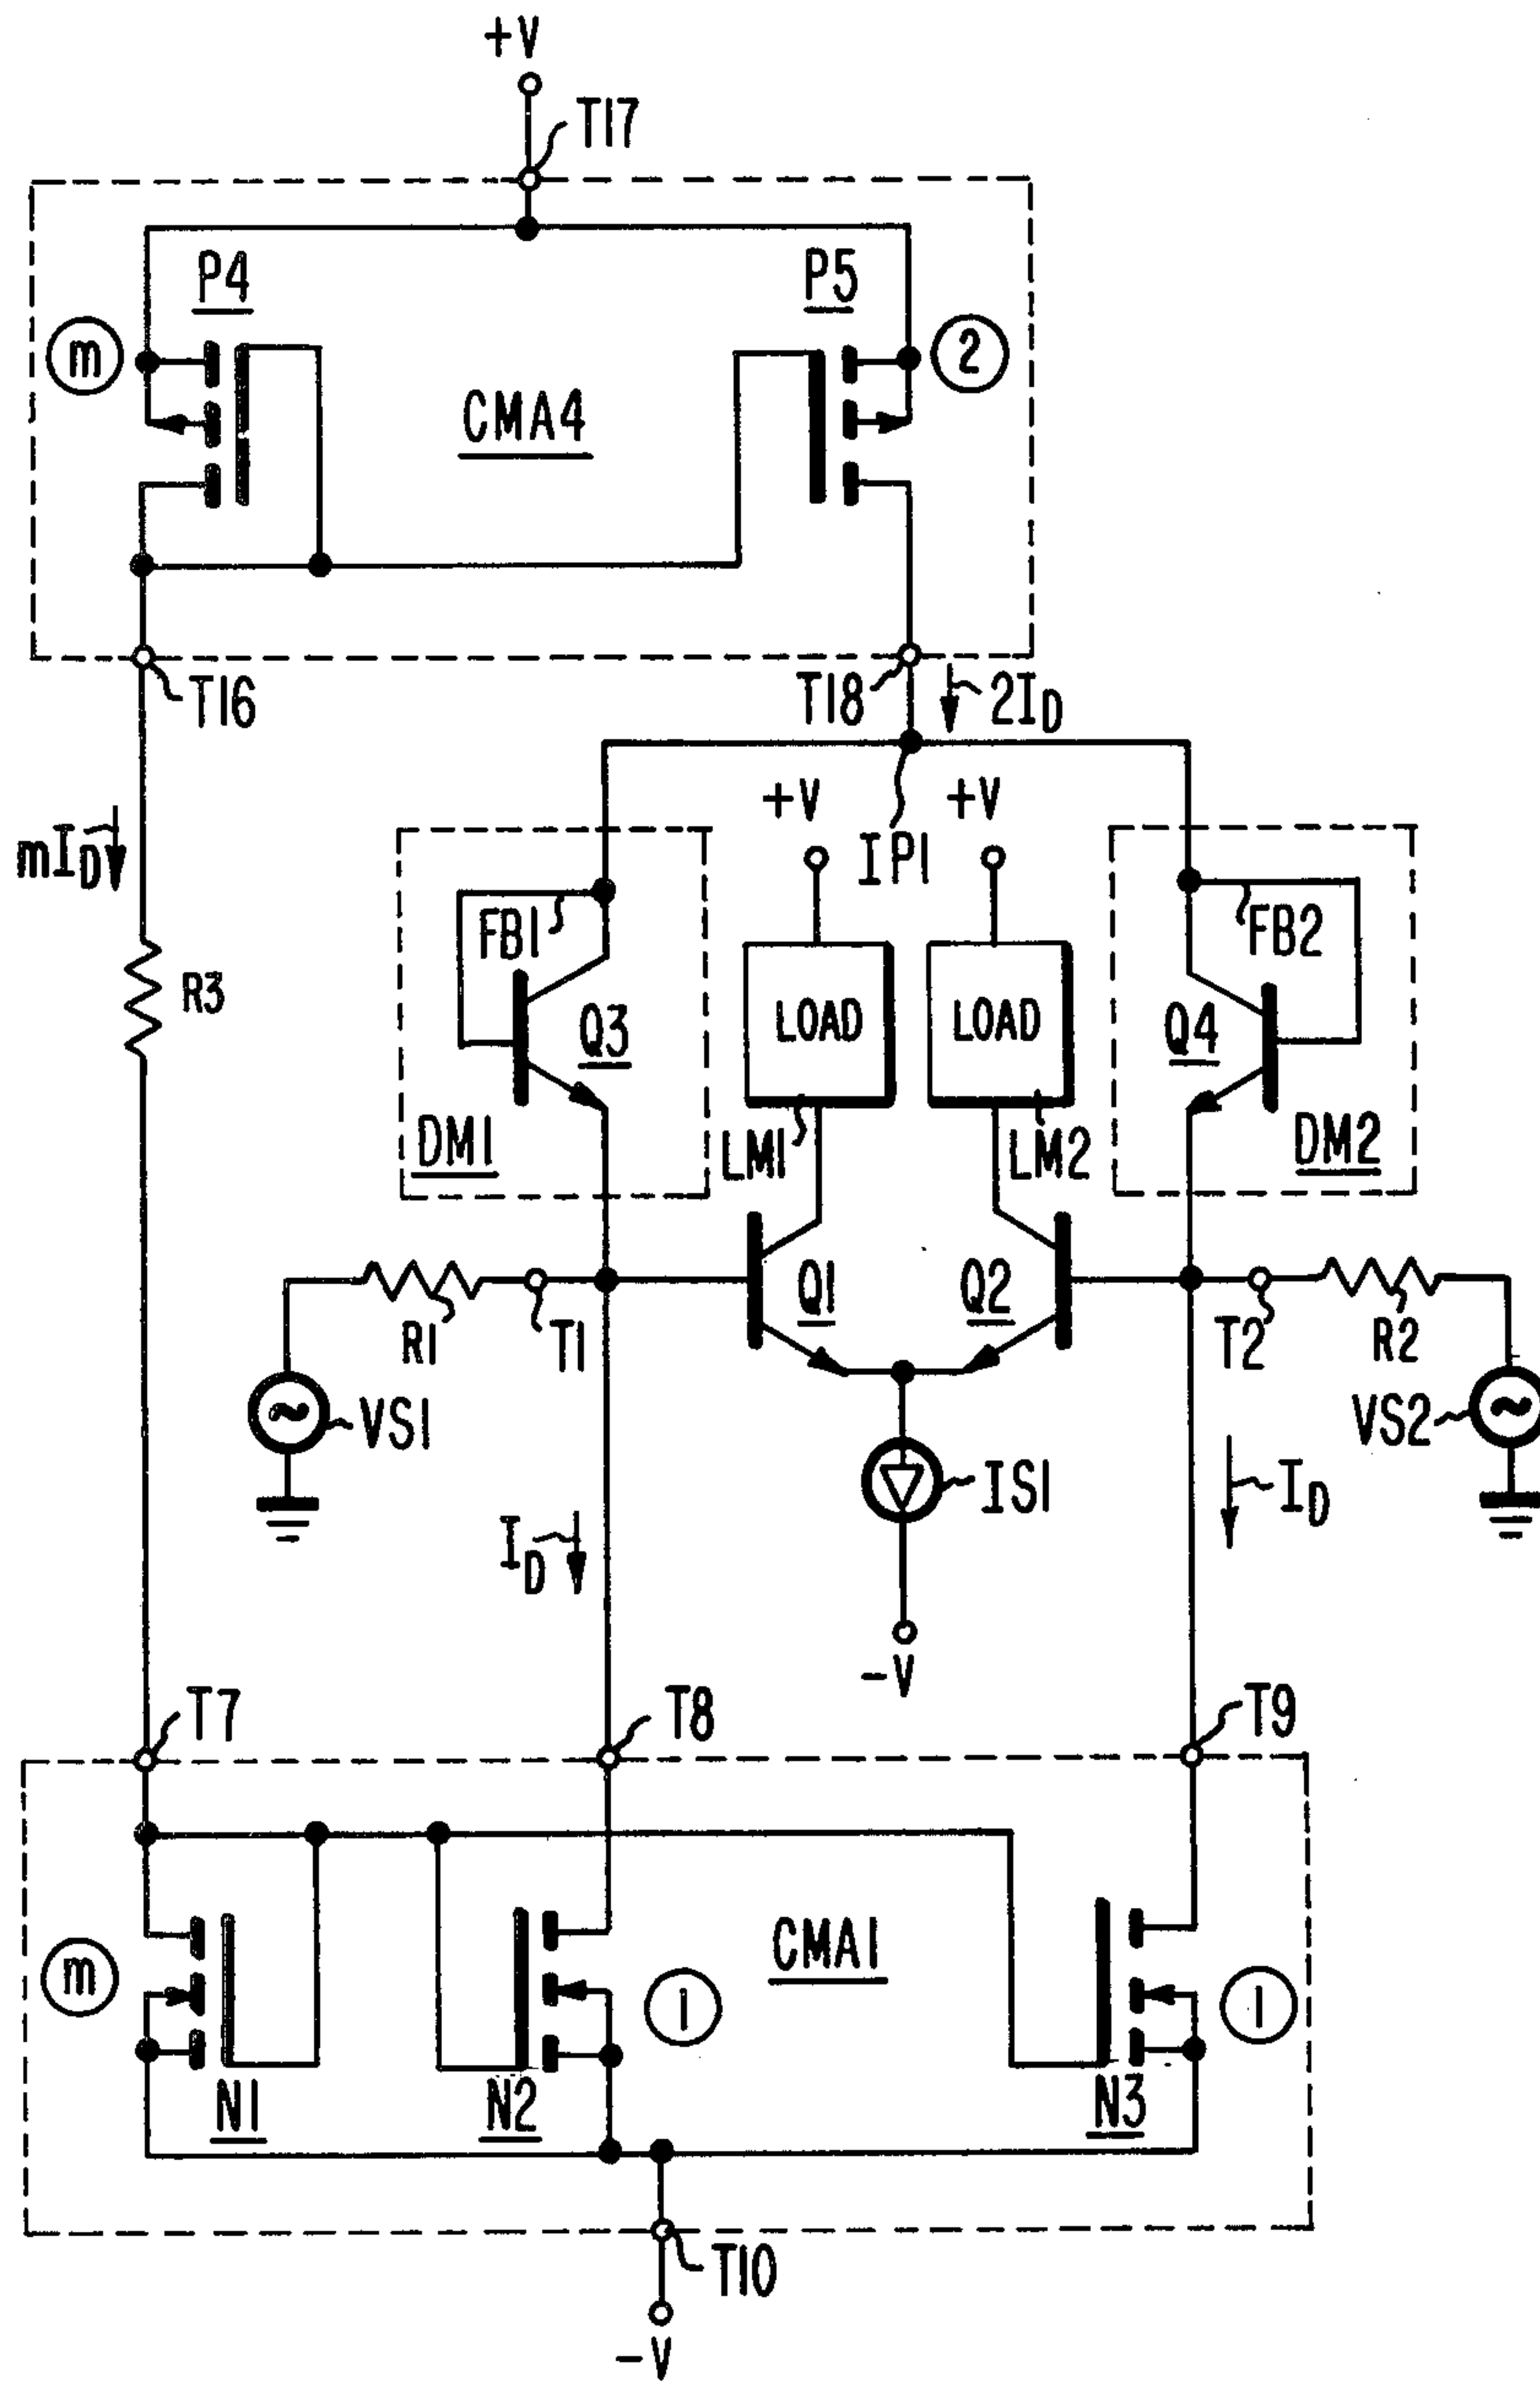 +V
T17
P4
P5
m
2
CMA4
T16
T18
2ID
+V
+V
IP1
mID
FB1
FB2
R3
Q3
LOAD
LOAD
Q4
DM1
LM1
LM2
DM2
R1
T1
Q1
Q2
T2
R2
VS1
VS2
IS1
ID
ID
-V
T7
T8
T9
m
CMA1
1
1
N1
N2
N3
T10
-V